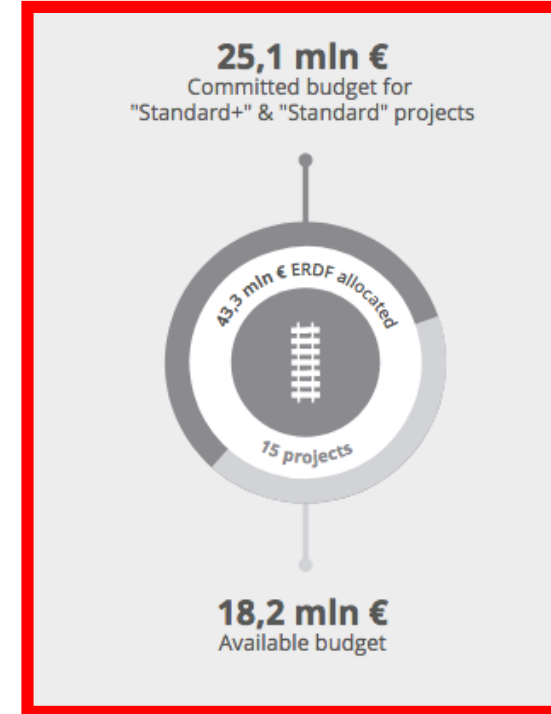 25,1 mln €
Committed budget for
"Standard+" & "Standard" projects
43,3 mln € ERDF allocated
15 projects
18,2 mln €
Available budget